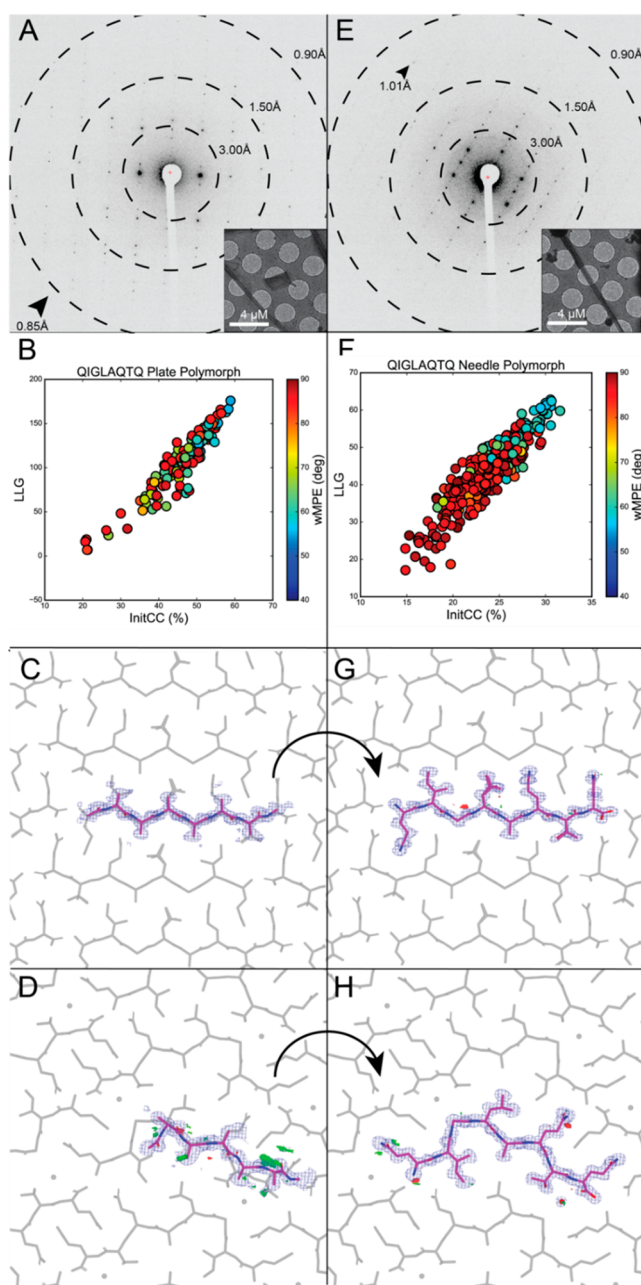 A
0.90Å
1.50Å
3.00Å
0.85Å
4 µM
E
0.90Å
1.01Å
1.50Å
3.00Å
4 µM
B
QIGLAQTQ Plate Polymorph
200
150
100
50
0
−50
LLG
10
20
30
40
50
60
70
InitCC (%)
90
80
70
60
50
40
wMPE (deg)
F
QIGLAQTQ Needle Polymorph
70
60
50
40
30
20
10
LLG
10
15
20
25
30
35
InitCC (%)
90
80
70
60
50
40
wMPE (deg)
C
G
D
H